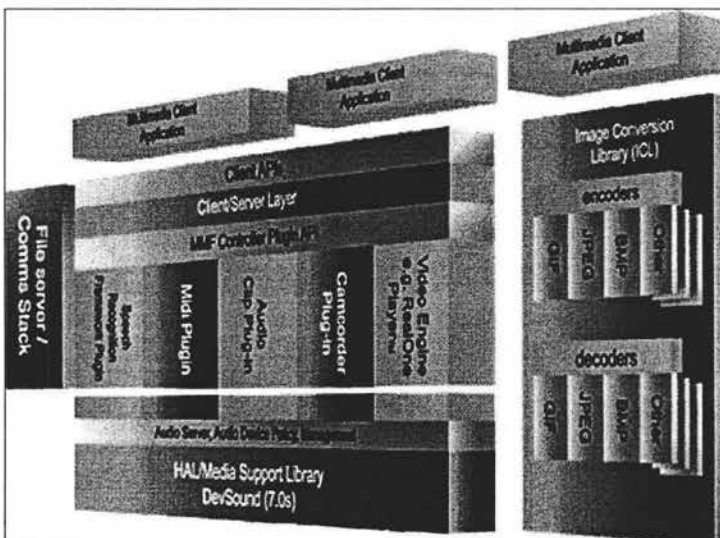 Multimedia Client
Application
Multimedia Client
Application
Multimedia Client
Application
File server /
Comms Stack
Client APIs
Client/Server Layer
MMF Controller Plugin API
Speech
Recognition
Framework Plugin
Midi Plugin
Audio
Clip Plug-in
Camcorder
Plug-in
Video Engine
e.g. RealOne
Players
Audio Server, Audio Device Policy, Management
HAL/Media Support Library
DevSound (7.0s)
Image Conversion
Library (ICL)
encoders
GIF
JPEG
BMP
Other
decoders
GIF
JPEG
BMP
Other